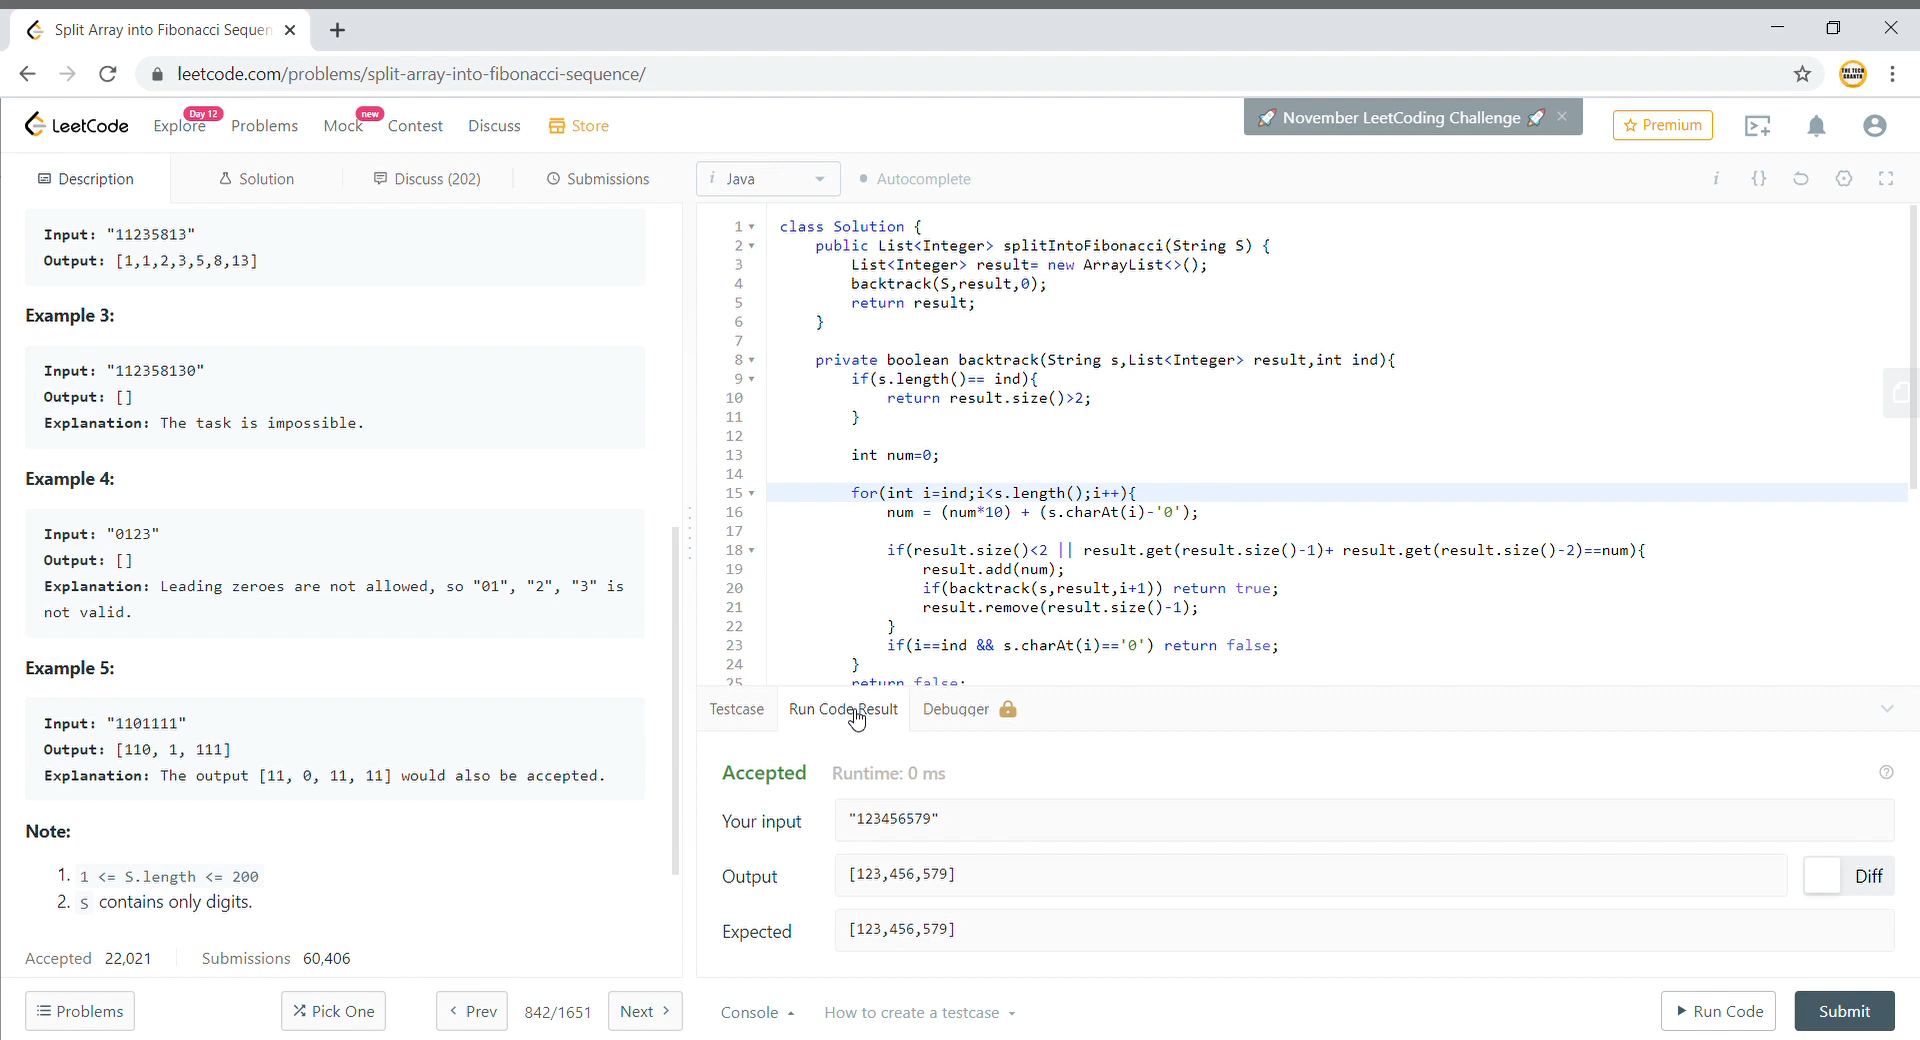 Split Array into Fibonacci Sequen
leetcode.com/problems/split-array-into-fibonacci-sequence/
THE TECH GRANTH
LeetCode
Explore
Day 12
Problems
Mock
new
Contest
Discuss
Store
November LeetCoding Challenge
Premium
Description
Solution
Discuss (202)
Submissions
Input: "11235813"
Output: [1,1,2,3,5,8,13]
Example 3:
Input: "112358130"
Output: []
Explanation: The task is impossible.
Example 4:
Input: "0123"
Output: []
Explanation: Leading zeroes are not allowed, so "01", "2", "3" is
not valid.
Example 5:
Input: "1101111"
Output: [110, 1, 111]
Explanation: The output [11, 0, 11, 11] would also be accepted.
Note:
1. 1 <= S.length <= 200
2. S contains only digits.
Accepted 22,021 Submissions 60,406
Problems
Pick One
Prev
842/1651
Next
i Java
Autocomplete
i {}
1 class Solution {
2 public List<Integer> splitIntoFibonacci(String S) {
3 List<Integer> result= new ArrayList<>();
4 backtrack(S,result,0);
5 return result;
6 }
7
8 private boolean backtrack(String s,List<Integer> result,int ind){
9 if(s.length()== ind){
10 return result.size()>2;
11 }
12
13 int num=0;
14
15 for(int i=ind;i<s.length();i++){
16 num = (num*10) + (s.charAt(i)-'0');
17
18 if(result.size()<2 || result.get(result.size()-1)+ result.get(result.size()-2)==num){
19 result.add(num);
20 if(backtrack(s,result,i+1)) return true;
21 result.remove(result.size()-1);
22 }
23 if(i==ind && s.charAt(i)=='0') return false;
24 }
25 return false;
Testcase
Run Code Result
Debugger
Accepted Runtime: 0 ms
Your input "123456579"
Output [123,456,579]
Diff
Expected [123,456,579]
Console
How to create a testcase
Run Code
Submit